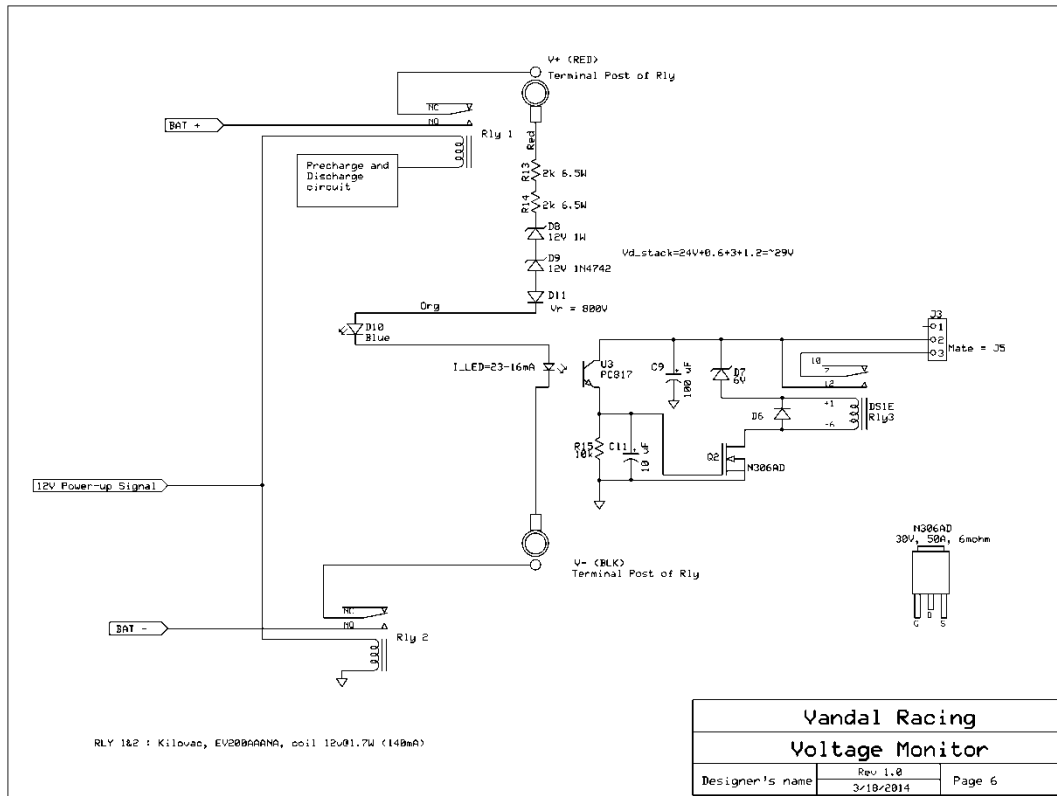 V+ (RED)
Terminal Post of Rly
NC
NO
BAT +
Rly 1
Red
Precharge and
Discharge
circuit
R13
2k 6.5W
R14
2k 6.5W
D8
12V 1W
Vd_stack=24V+0.6+3+1.2=~29V
D9
12V 1N4742
D11
Vr = 800V
Org
D10
Blue
J3
1
2
3
Mate = J5
I_LED=23-16mA
U3
PC817
C9
100 uF
D7
6V
10
7
12
D6
+1
-6
DS1E
Rly3
R15
10k
C11
10 uF
Q2
N306AD
12V Power-up Signal
N306AD
30V, 50A, 6mohm
G
D
S
V- (BLK)
Terminal Post of Rly
NC
NO
BAT -
Rly 2
RLY 1&2 : Kilovac, EV200AAANA, coil 12v@1.7W (140mA)
Vandal Racing
Voltage Monitor
Designer's name
Rev 1.0
3/18/2014
Page 6